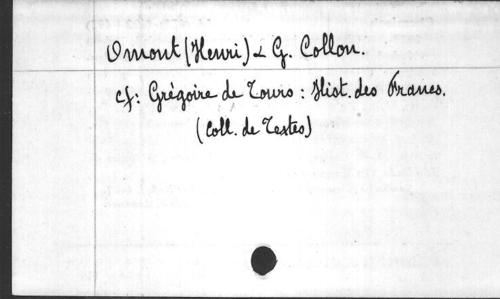 Omont (Henri) & G. Collon.
cf: Grégoire de Tours : Hist. des Francs.
(Coll. de Textes)